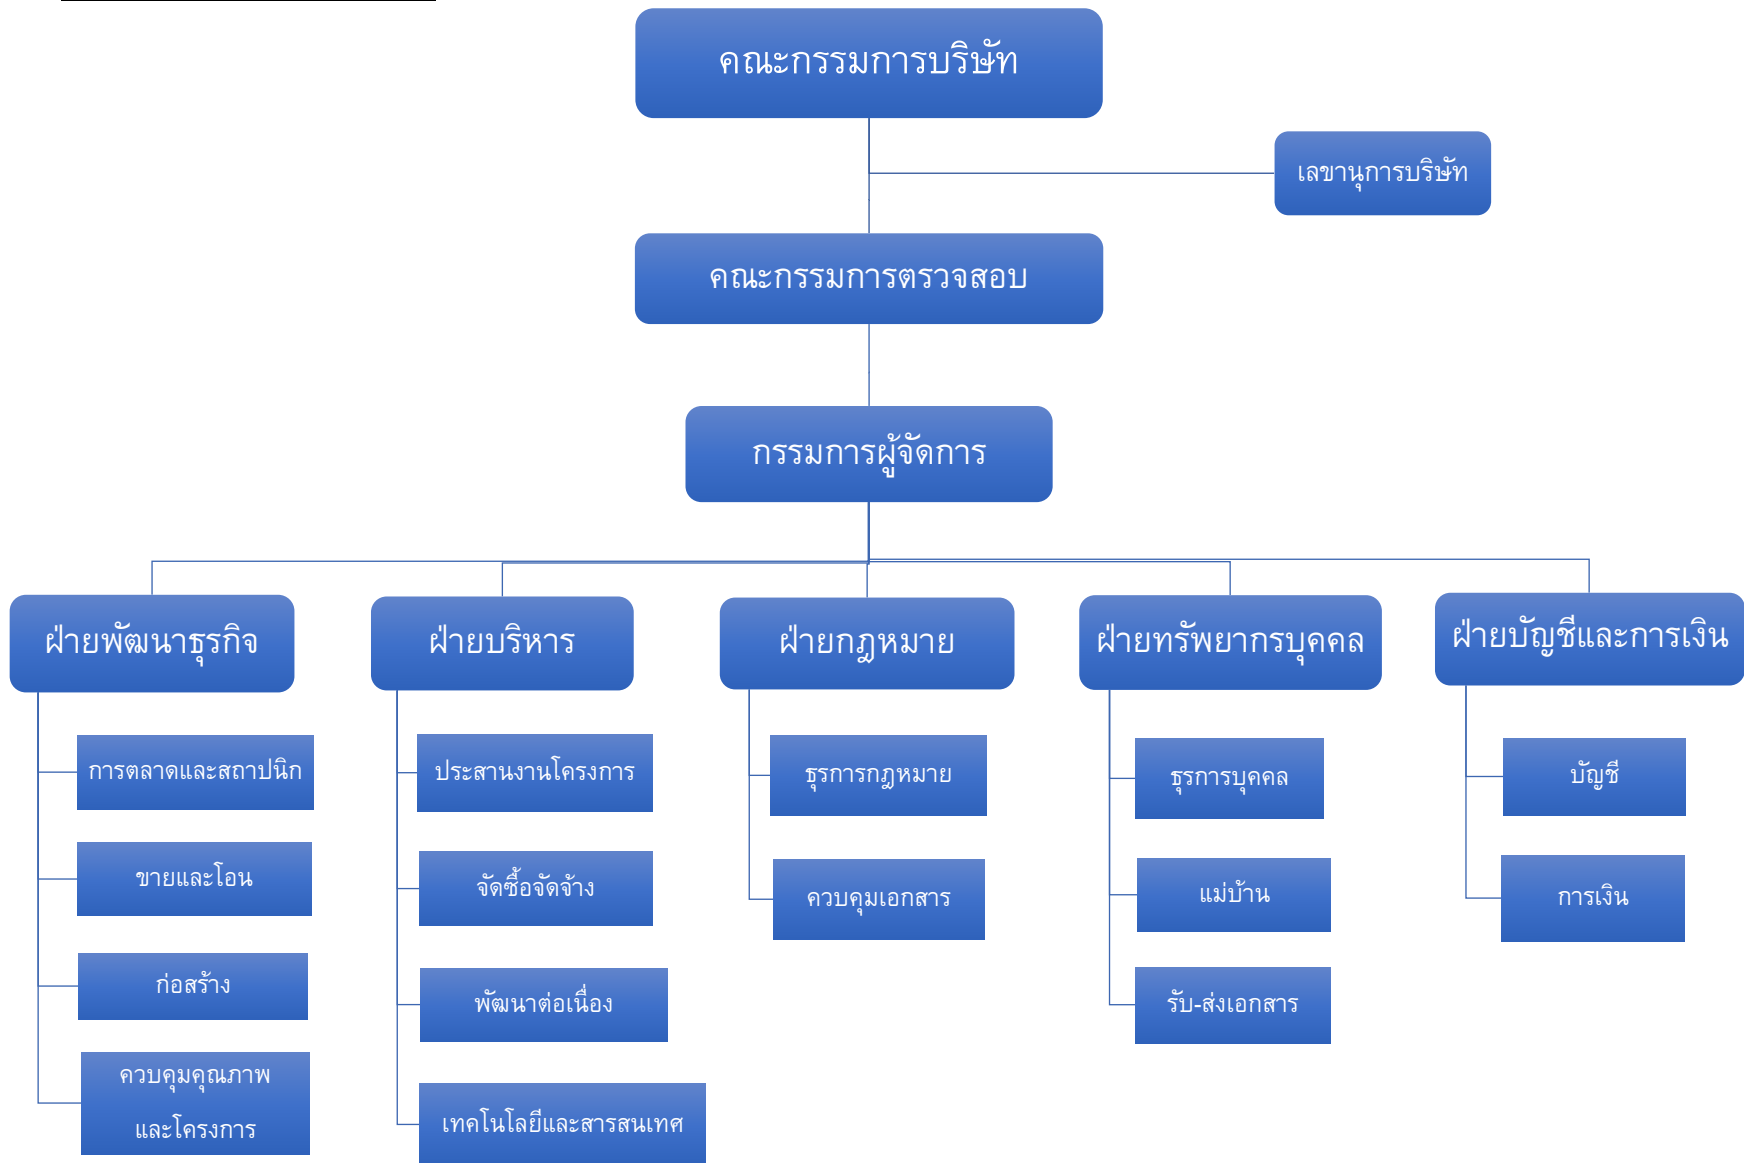 คณะกรรมการบริษัท
เลขานุการบริษัท
คณะกรรมการตรวจสอบ
กรรมการผู้จัดการ
ฝ่ายพัฒนาธุรกิจ
การตลาดและสถาปนิก
ขายและโอน
ก่อสร้าง
ควบคุมคุณภาพ
และโครงการ
ฝ่ายบริหาร
ประสานงานโครงการ
จัดซื้อจัดจ้าง
พัฒนาต่อเนื่อง
เทคโนโลยีและสารสนเทศ
ฝ่ายกฎหมาย
ธุรการกฎหมาย
ควบคุมเอกสาร
ฝ่ายทรัพยากรบุคคล
ธุรการบุคคล
แม่บ้าน
รับ-ส่งเอกสาร
ฝ่ายบัญชีและการเงิน
บัญชี
การเงิน